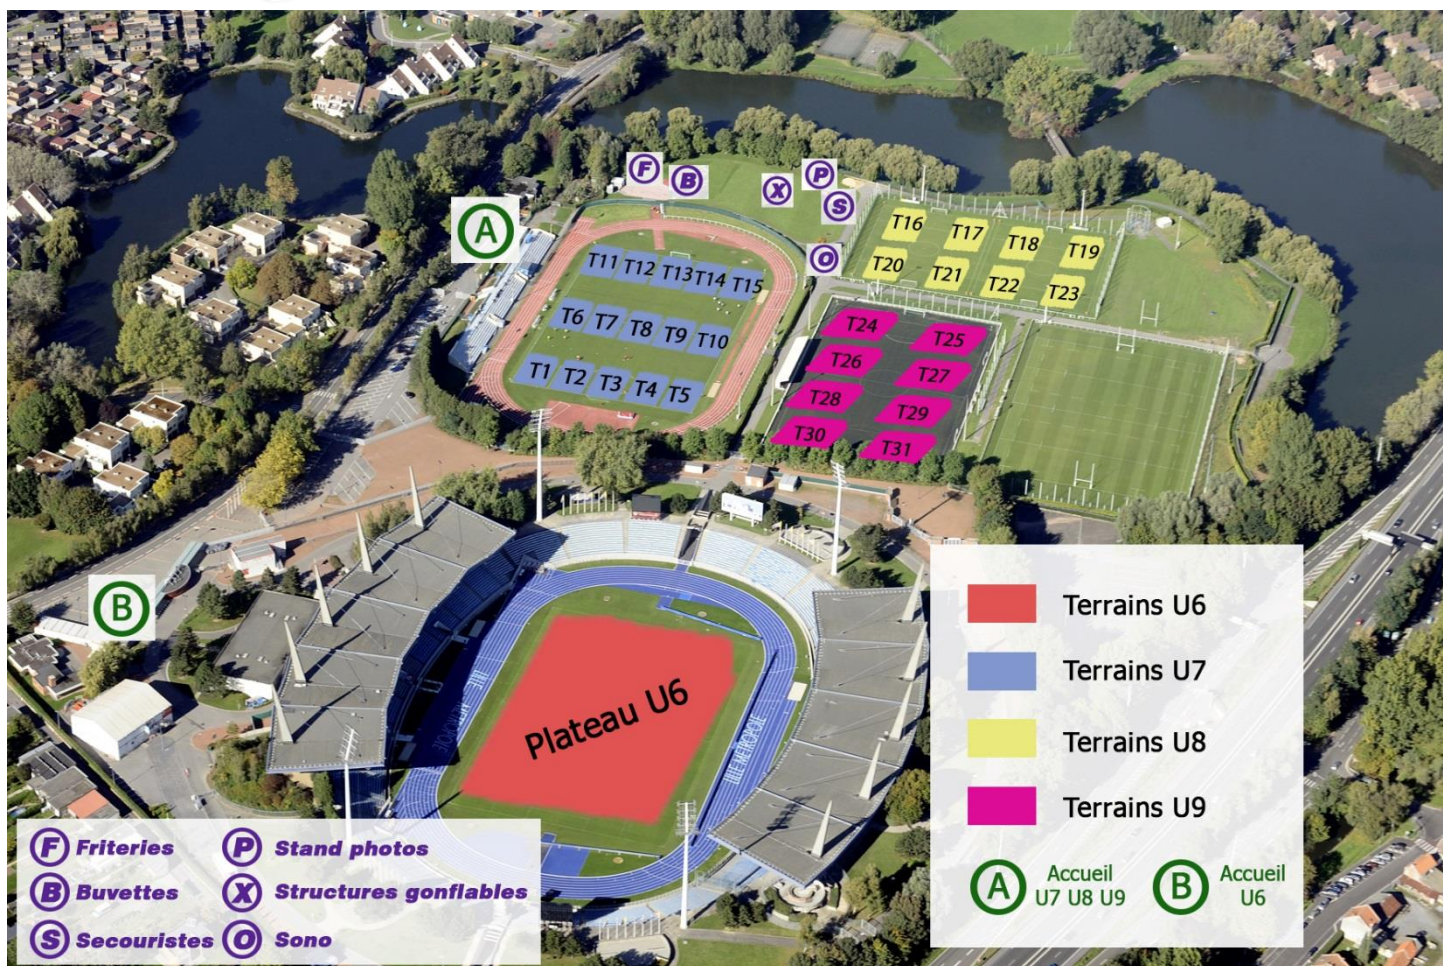 F
B
X
P
S
A
O
T16
T17
T18
T19
T20
T21
T22
T23
T11
T12
T13
T14
T15
T6
T7
T8
T9
T10
T1
T2
T3
T4
T5
T24
T25
T26
T27
T28
T29
T30
T31
B
Plateau U6
LILLE METROPOLE
Terrains U6
Terrains U7
Terrains U8
Terrains U9
A Accueil
U7 U8 U9
B Accueil
U6
F Friteries
B Buvettes
S Secouristes
P Stand photos
X Structures gonflables
O Sono